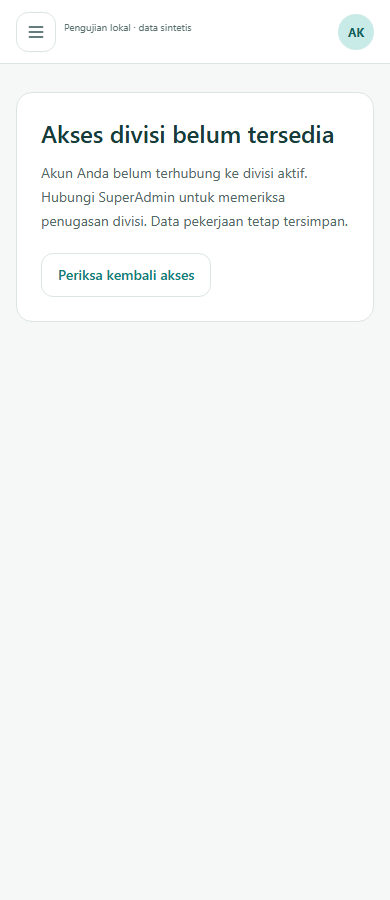 Pengujian lokal · data sintetis
AK
Akses divisi belum tersedia
Akun Anda belum terhubung ke divisi aktif.
Hubungi SuperAdmin untuk memeriksa
penugasan divisi. Data pekerjaan tetap tersimpan.
Periksa kembali akses